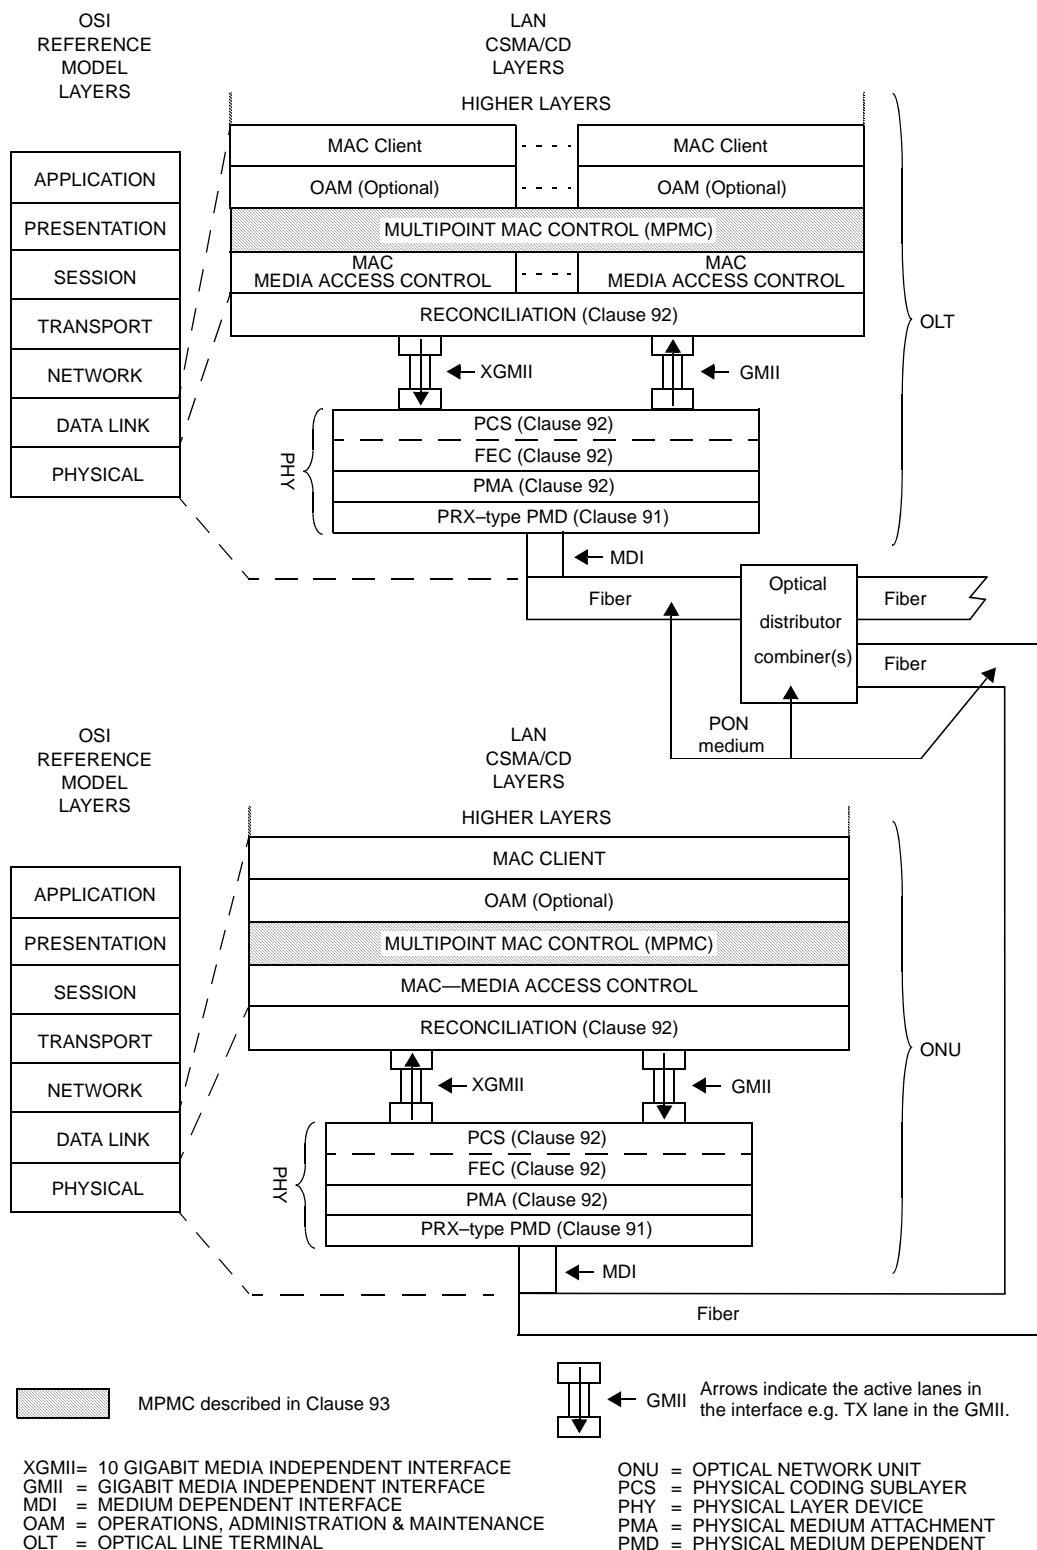 OSI
REFERENCE
MODEL
LAYERS
LAN
CSMA/CD
LAYERS
HIGHER LAYERS
MAC Client
MAC Client
OAM (Optional)
OAM (Optional)
MULTIPOINT MAC CONTROL (MPMC)
MAC
MEDIA ACCESS CONTROL
MAC
MEDIA ACCESS CONTROL
RECONCILIATION (Clause 92)
APPLICATION
PRESENTATION
SESSION
TRANSPORT
NETWORK
DATA LINK
PHYSICAL
OLT
XGMII
GMII
PHY
PCS (Clause 92)
FEC (Clause 92)
PMA (Clause 92)
PRX–type PMD (Clause 91)
MDI
Fiber
Optical
distributor
combiner(s)
Fiber
Fiber
PON
medium
OSI
REFERENCE
MODEL
LAYERS
LAN
CSMA/CD
LAYERS
HIGHER LAYERS
MAC CLIENT
OAM (Optional)
MULTIPOINT MAC CONTROL (MPMC)
MAC—MEDIA ACCESS CONTROL
RECONCILIATION (Clause 92)
APPLICATION
PRESENTATION
SESSION
TRANSPORT
NETWORK
DATA LINK
PHYSICAL
ONU
XGMII
GMII
PHY
PCS (Clause 92)
FEC (Clause 92)
PMA (Clause 92)
PRX–type PMD (Clause 91)
MDI
Fiber
MPMC described in Clause 93
GMII
Arrows indicate the active lanes in
the interface e.g. TX lane in the GMII.
XGMII= 10 GIGABIT MEDIA INDEPENDENT INTERFACE
GMII = GIGABIT MEDIA INDEPENDENT INTERFACE
MDI = MEDIUM DEPENDENT INTERFACE
OAM = OPERATIONS, ADMINISTRATION & MAINTENANCE
OLT = OPTICAL LINE TERMINAL
ONU = OPTICAL NETWORK UNIT
PCS = PHYSICAL CODING SUBLAYER
PHY = PHYSICAL LAYER DEVICE
PMA = PHYSICAL MEDIUM ATTACHMENT
PMD = PHYSICAL MEDIUM DEPENDENT